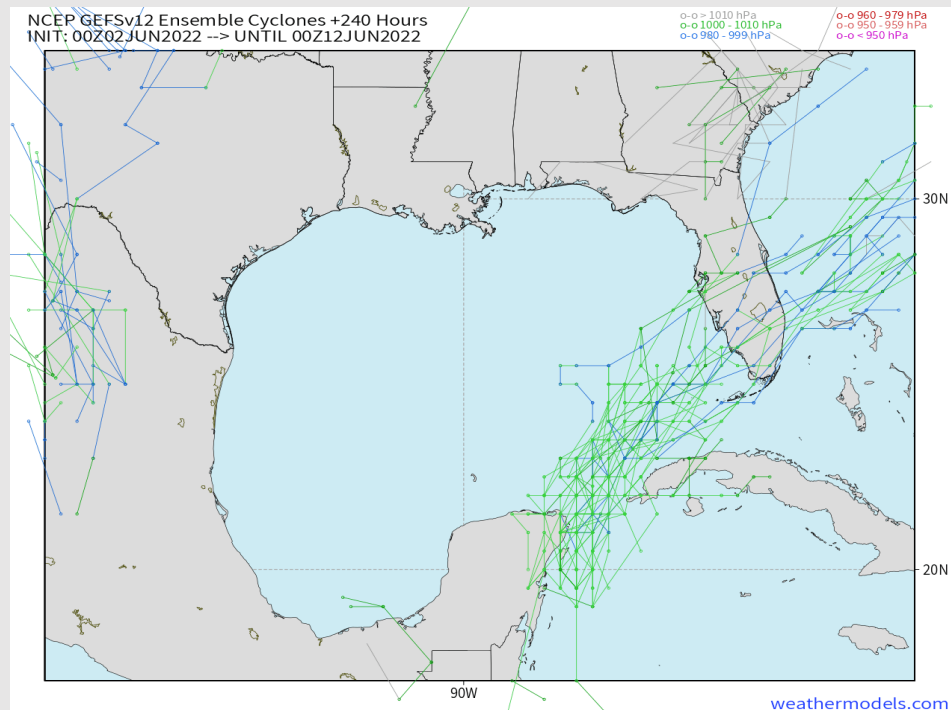 NCEP GEFSv12 Ensemble Cyclones +240 Hours
INIT: 00Z02JUN2022 --> UNTIL 00Z12JUN2022
o-o > 1010 hPa
o-o 1000 - 1010 hPa
o-o 980 - 999 hPa
o-o 960 - 979 hPa
o-o 950 - 959 hPa
o-o < 950 hPa
30N
20N
90W
weathermodels.com